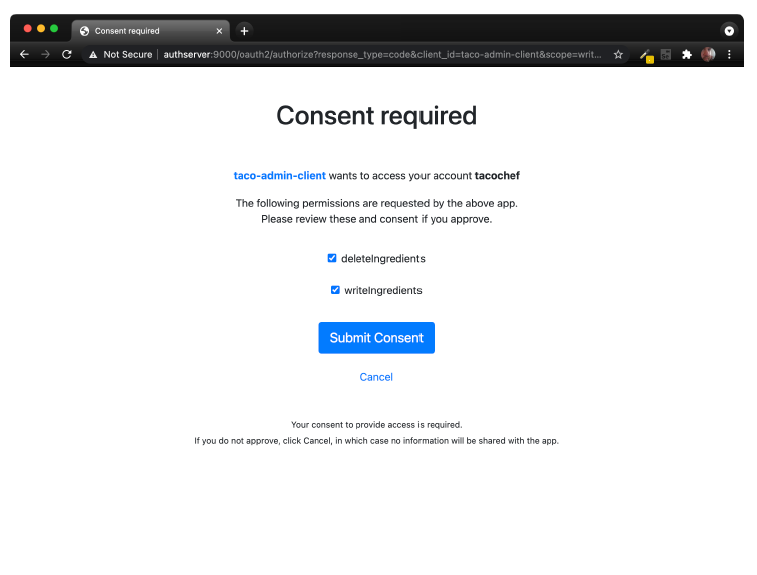 Consent required
Not Secure authserver:9000/oauth2/authorize?response_type=code&client_id=taco-admin-client&scope=writ...
Consent required
taco-admin-client wants to access your account tacochef
The following permissions are requested by the above app.
Please review these and consent if you approve.
deleteIngredients
writeIngredients
Submit Consent
Cancel
Your consent to provide access is required.
If you do not approve, click Cancel, in which case no information will be shared with the app.